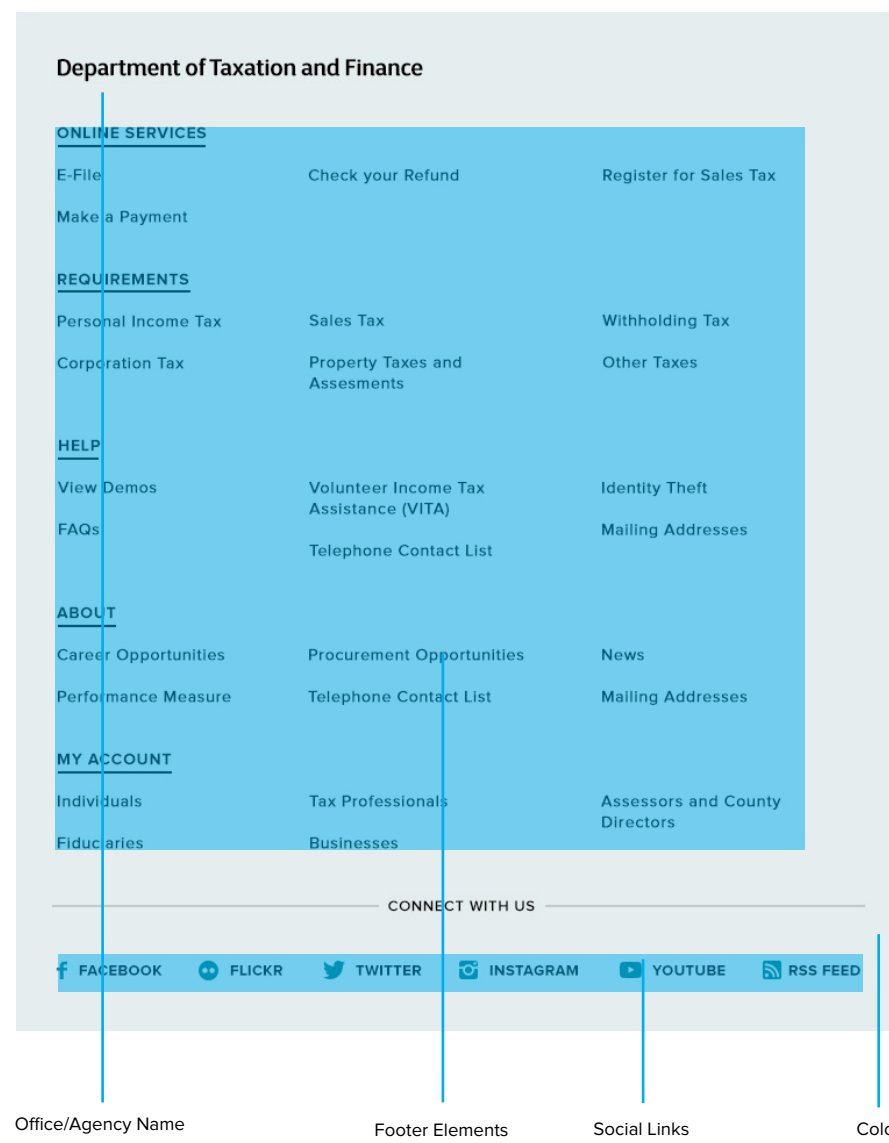 Department of Taxation and Finance
ONLINE SERVICES
E-File
Check your Refund
Register for Sales Tax
Make a Payment
REQUIREMENTS
Personal Income Tax
Sales Tax
Withholding Tax
Corporation Tax
Property Taxes and
Assesments
Other Taxes
HELP
View Demos
Volunteer Income Tax
Assistance (VITA)
Identity Theft
FAQs
Telephone Contact List
Mailing Addresses
ABOUT
Career Opportunities
Procurement Opportunities
News
Performance Measure
Telephone Contact List
Mailing Addresses
MY ACCOUNT
Individuals
Tax Professionals
Assessors and County
Directors
Fiduciaries
Businesses
CONNECT WITH US
FACEBOOK FLICKR TWITTER INSTAGRAM YOUTUBE RSS FEED
Office/Agency Name
Footer Elements
Social Links